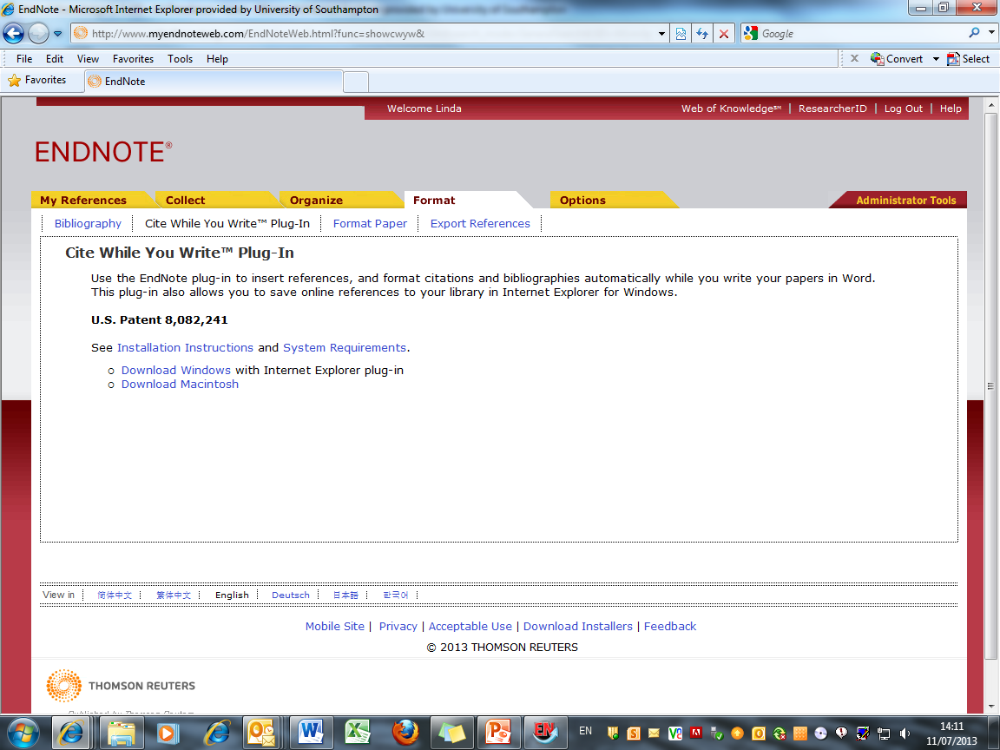 EndNote - Microsoft Internet Explorer provided by University of Southampton
http://www.myendnoteweb.com/EndNoteWeb.html?func=showcwyw&
Google
File Edit View Favorites Tools Help
Convert Select
Favorites EndNote
Welcome Linda Web of Knowledge℠ | ResearcherID | Log Out | Help
ENDNOTE®
My References Collect Organize Format Options Administrator Tools
Bibliography Cite While You Write™ Plug-In Format Paper Export References
Cite While You Write™ Plug-In
Use the EndNote plug-in to insert references, and format citations and bibliographies automatically while you write your papers in Word.
This plug-in also allows you to save online references to your library in Internet Explorer for Windows.
U.S. Patent 8,082,241
See Installation Instructions and System Requirements.
o Download Windows with Internet Explorer plug-in
o Download Macintosh
View in 简体中文 繁体中文 English Deutsch 日本語 한국어
Mobile Site | Privacy | Acceptable Use | Download Installers | Feedback
© 2013 THOMSON REUTERS
THOMSON REUTERS
Published by Thomson Reuters
EN 14:11
11/07/2013